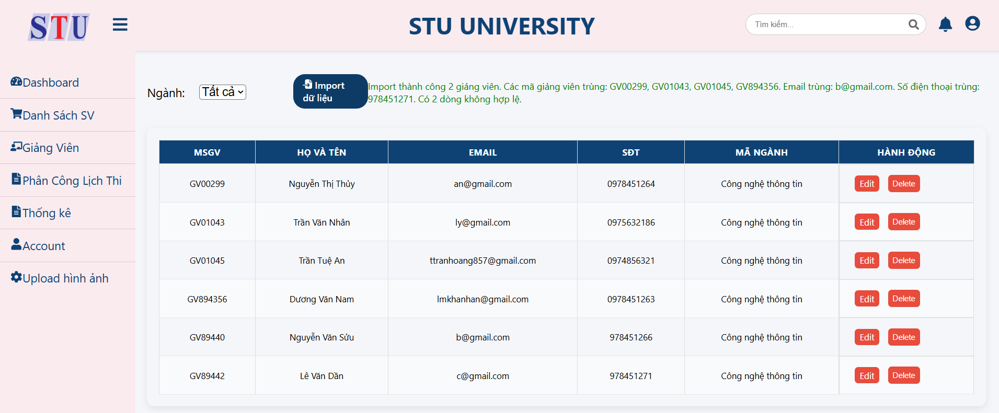 STU
STU UNIVERSITY
Tìm kiếm...
Dashboard
Danh Sách SV
Giảng Viên
Phân Công Lịch Thi
Thống kê
Account
Upload hình ảnh
Ngành:
Tất cả
Import
dữ liệu
Import thành công 2 giảng viên. Các mã giảng viên trùng: GV00299, GV01043, GV01045, GV894356. Email trùng: b@gmail.com. Số điện thoại trùng:
978451271. Có 2 dòng không hợp lệ.
MSGV HỌ VÀ TÊN EMAIL SĐT MÃ NGÀNH HÀNH ĐỘNG
GV00299 Nguyễn Thị Thủy an@gmail.com 0978451264 Công nghệ thông tin Edit Delete
GV01043 Trần Văn Nhân ly@gmail.com 0975632186 Công nghệ thông tin Edit Delete
GV01045 Trần Tuệ An ttranhoang857@gmail.com 0974856321 Công nghệ thông tin Edit Delete
GV894356 Dương Văn Nam lmkhanhan@gmail.com 0978451263 Công nghệ thông tin Edit Delete
GV89440 Nguyễn Văn Sửu b@gmail.com 978451266 Công nghệ thông tin Edit Delete
GV89442 Lê Văn Dần c@gmail.com 978451271 Công nghệ thông tin Edit Delete